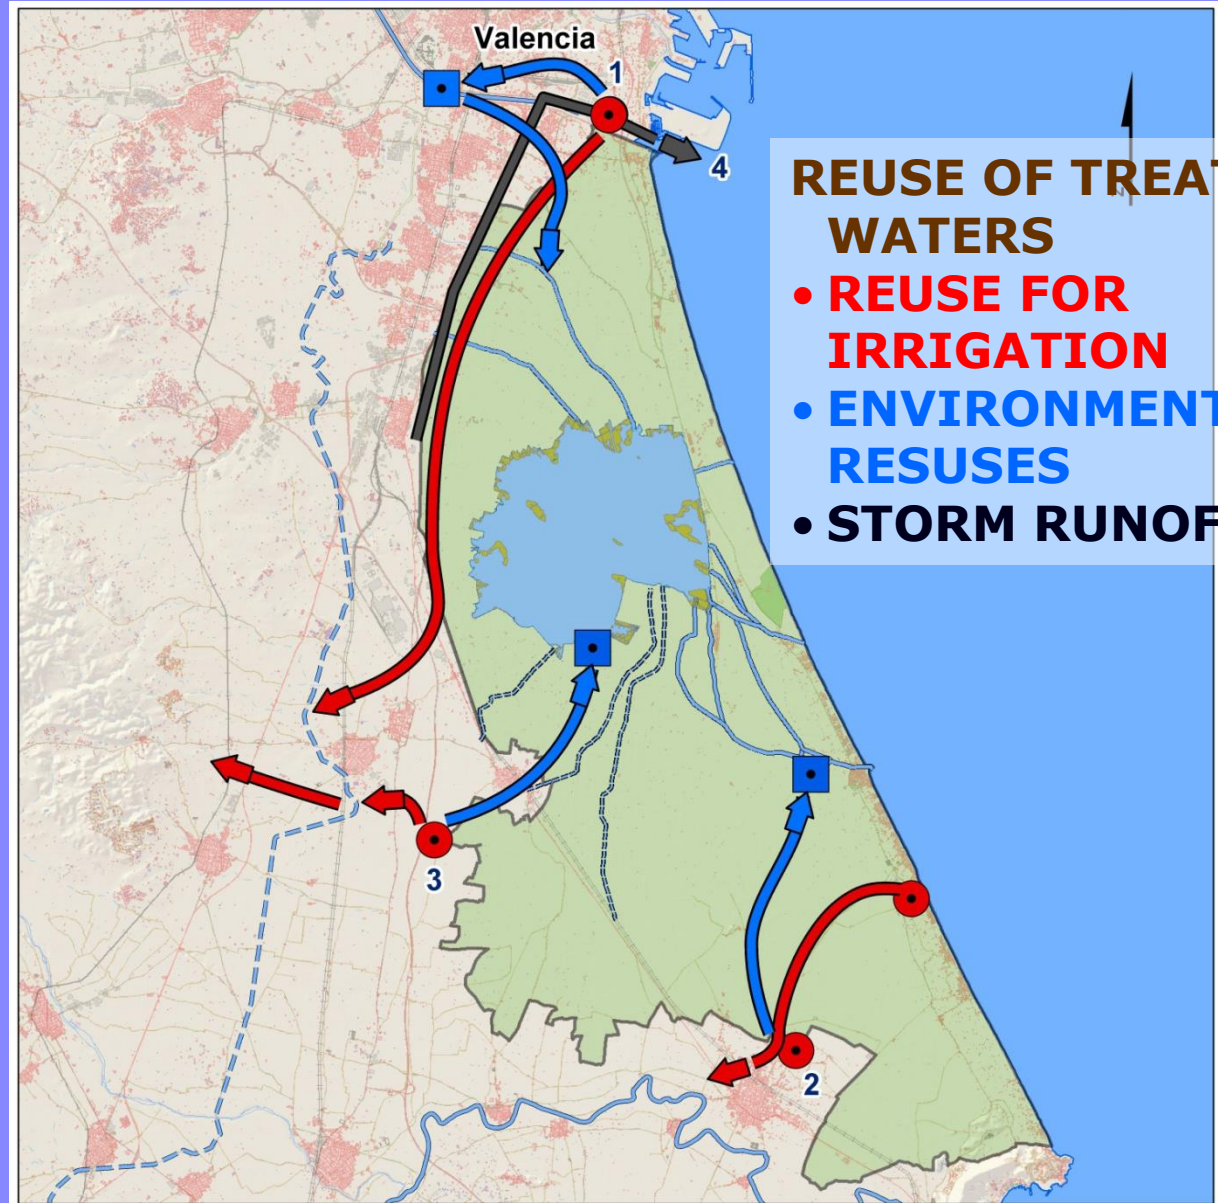 Valencia
1
4
REUSE OF TREAT
WATERS
• REUSE FOR
IRRIGATION
• ENVIRONMENT
RESUSES
• STORM RUNOF
3
2